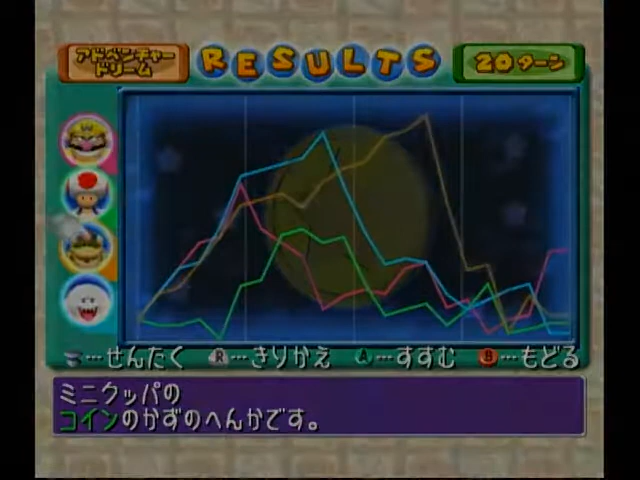 アドベンチャー
ドリーム
RESULTS
20ターン
…せんたく R…きりかえ A…すすむ B…もどる
ミニクッパの
コインのかずのへんかです。